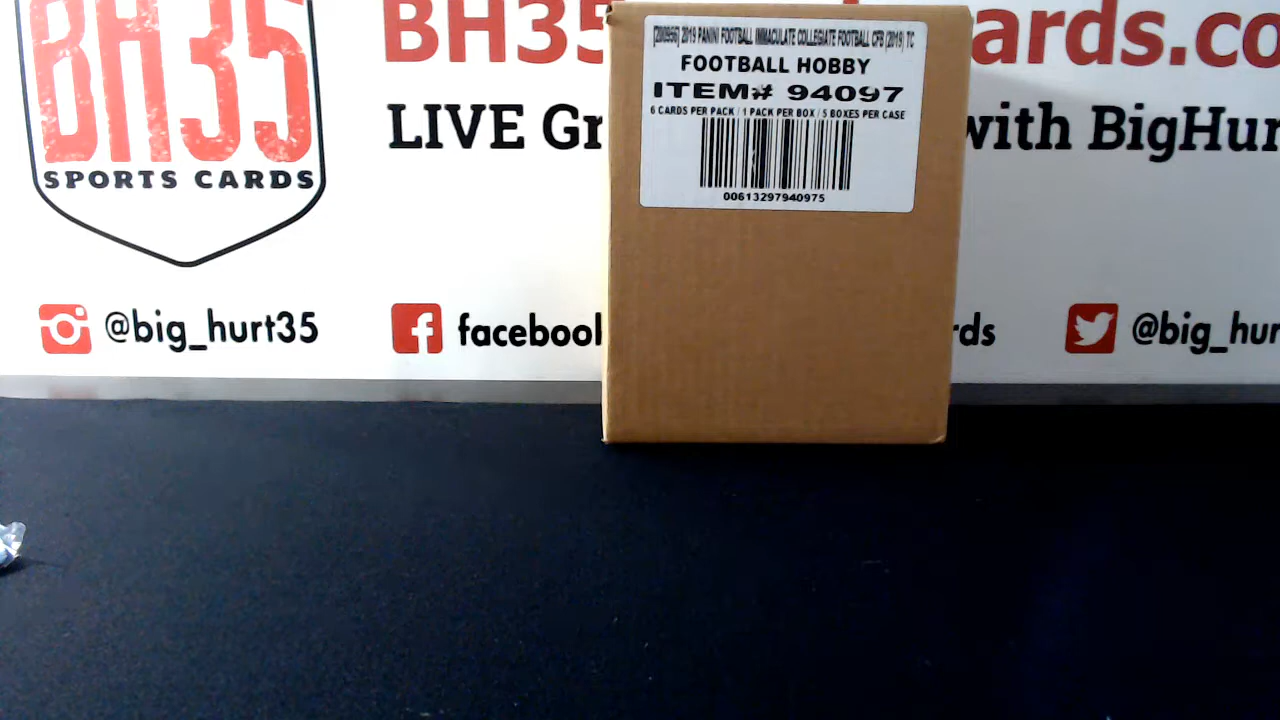 BH35
SPORTS CARDS
BH35
ards.co
LIVE Gr
with BigHur
@big_hurt35
facebook
rds
@big_hur
2019 PANINI FOOTBALL IMMACULATE COLLEGIATE FOOTBALL CFB (2019) TC
FOOTBALL HOBBY
ITEM# 94097
6 CARDS PER PACK / 1 PACK PER BOX / 5 BOXES PER CASE
00613297940975